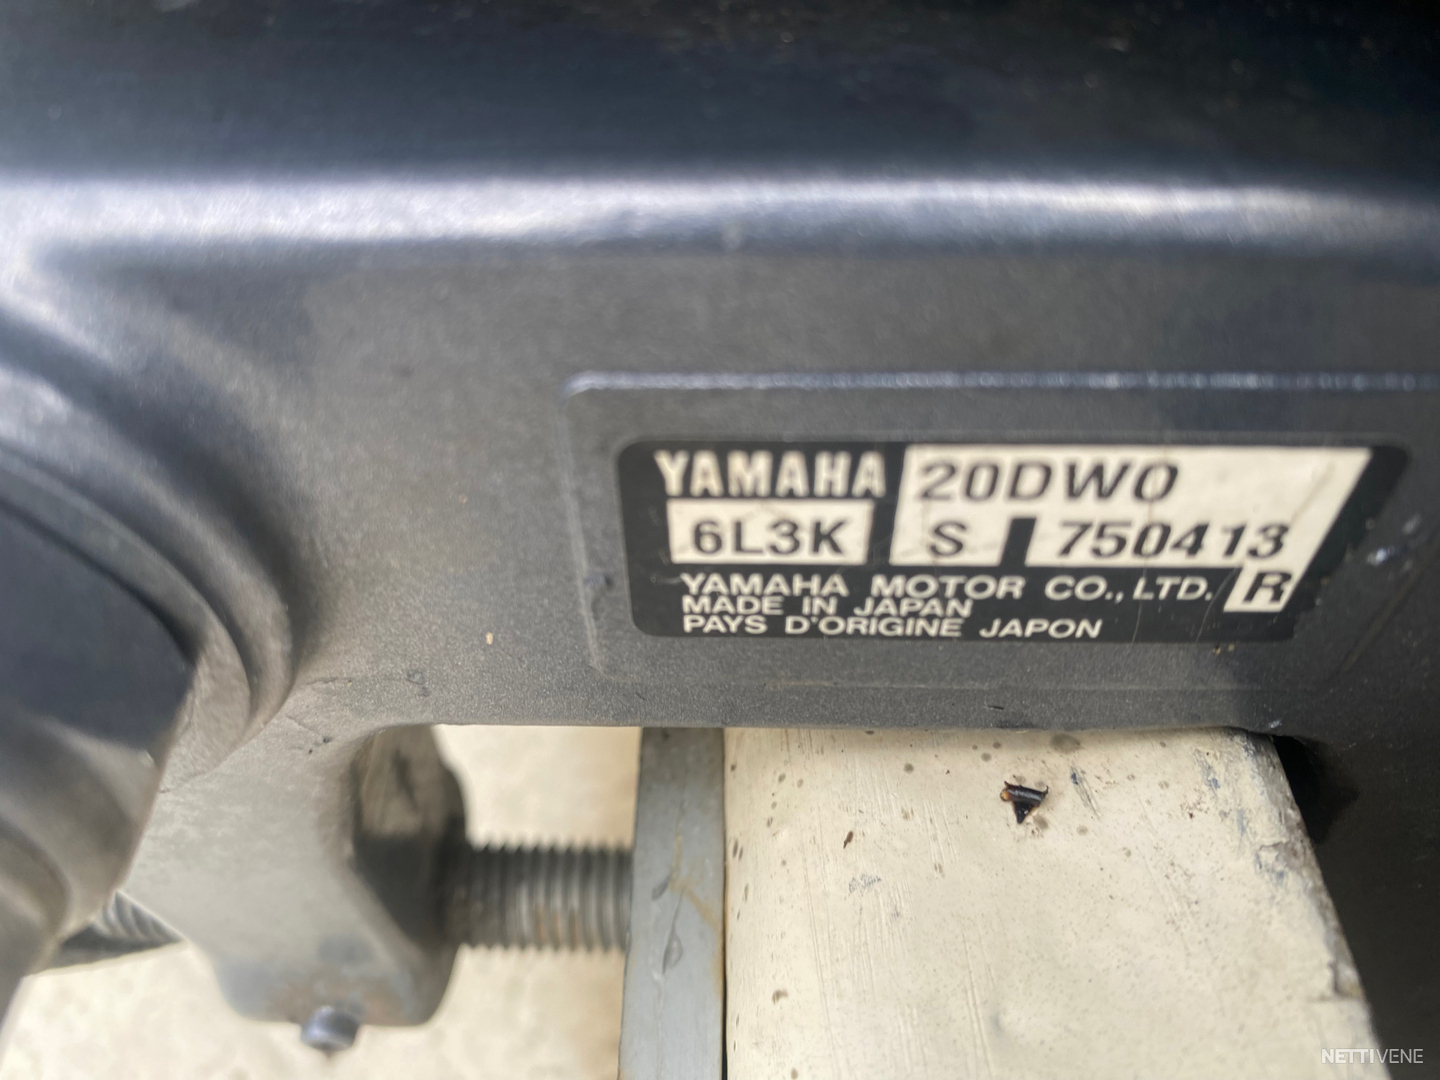 YAMAHA 20DWO
6L3K S 750413
YAMAHA MOTOR CO., LTD. R
MADE IN JAPAN
PAYS D'ORIGINE JAPON
NETTIVENE